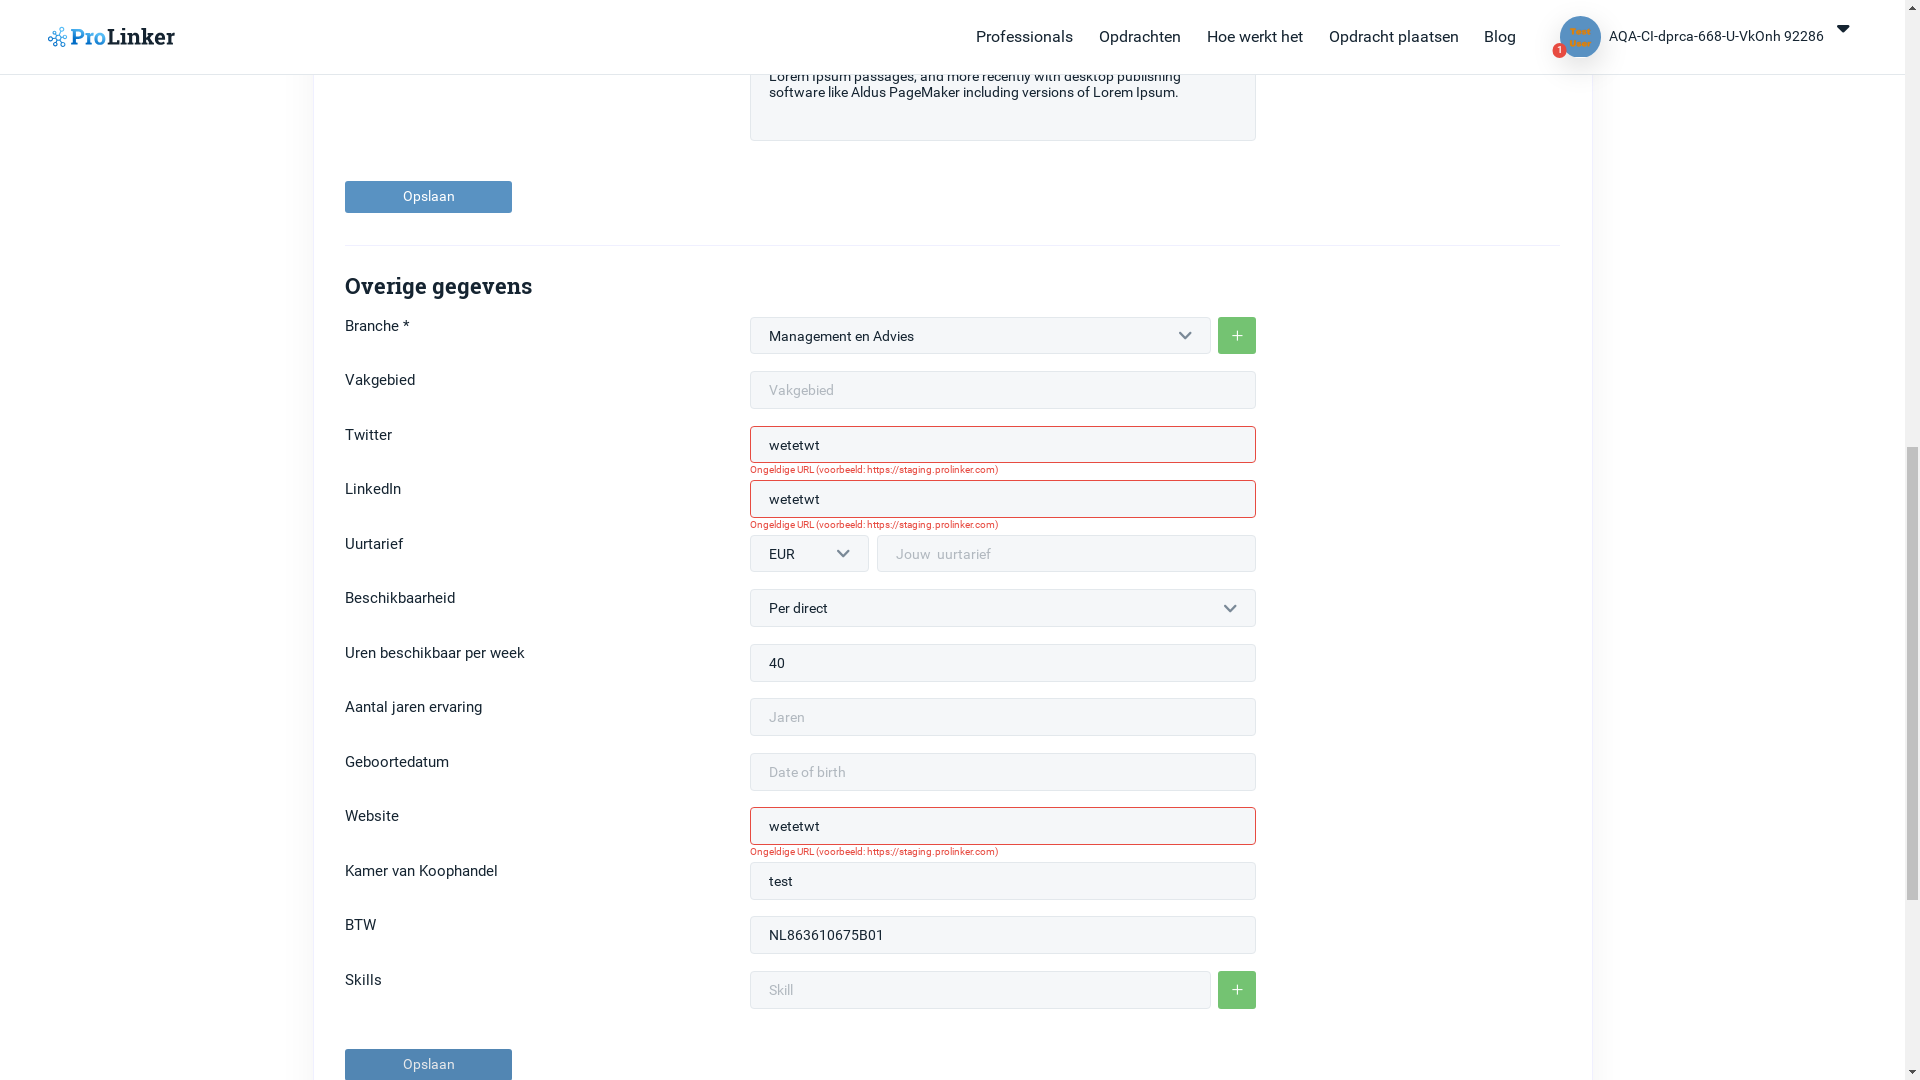 ProLinker
Professionals
Opdrachten
Hoe werkt het
Opdracht plaatsen
Blog
Test
User
1
AQA-CI-dprca-668-U-VkOnh 92286
Lorem Ipsum passages, and more recently with desktop publishing
software like Aldus PageMaker including versions of Lorem Ipsum.
Opslaan
Overige gegevens
Branche *
Management en Advies
+
Vakgebied
Vakgebied
Twitter
wetetwt
Ongeldige URL (voorbeeld: https://staging.prolinker.com)
LinkedIn
wetetwt
Ongeldige URL (voorbeeld: https://staging.prolinker.com)
Uurtarief
EUR
Jouw uurtarief
Beschikbaarheid
Per direct
Uren beschikbaar per week
40
Aantal jaren ervaring
Jaren
Geboortedatum
Date of birth
Website
wetetwt
Ongeldige URL (voorbeeld: https://staging.prolinker.com)
Kamer van Koophandel
test
BTW
NL863610675B01
Skills
Skill
+
Opslaan